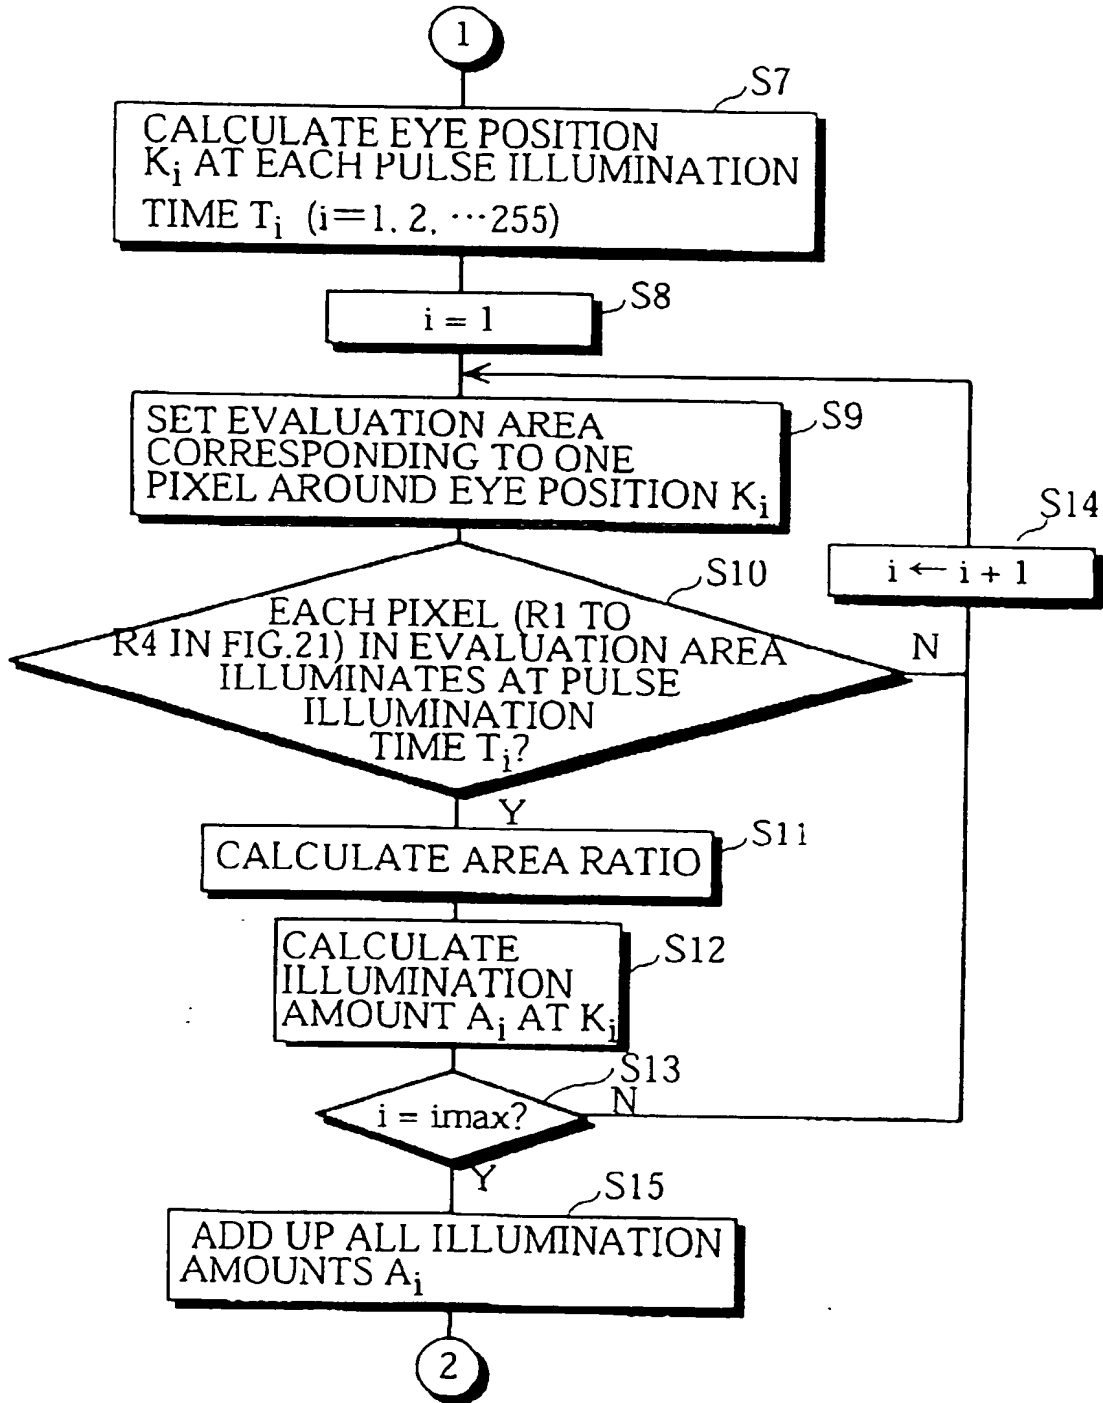 1
S7
CALCULATE EYE POSITION
Ki AT EACH PULSE ILLUMINATION
TIME Ti (i=1, 2, ···255)
S8
i = 1
S9
SET EVALUATION AREA
CORRESPONDING TO ONE
PIXEL AROUND EYE POSITION Ki
S14
i ← i + 1
S10
EACH PIXEL (R1 TO
R4 IN FIG.21) IN EVALUATION AREA
ILLUMINATES AT PULSE
ILLUMINATION
TIME Ti?
N
Y
S11
CALCULATE AREA RATIO
S12
CALCULATE
ILLUMINATION
AMOUNT Ai AT Ki
S13
i = imax?
N
Y
S15
ADD UP ALL ILLUMINATION
AMOUNTS Ai
2